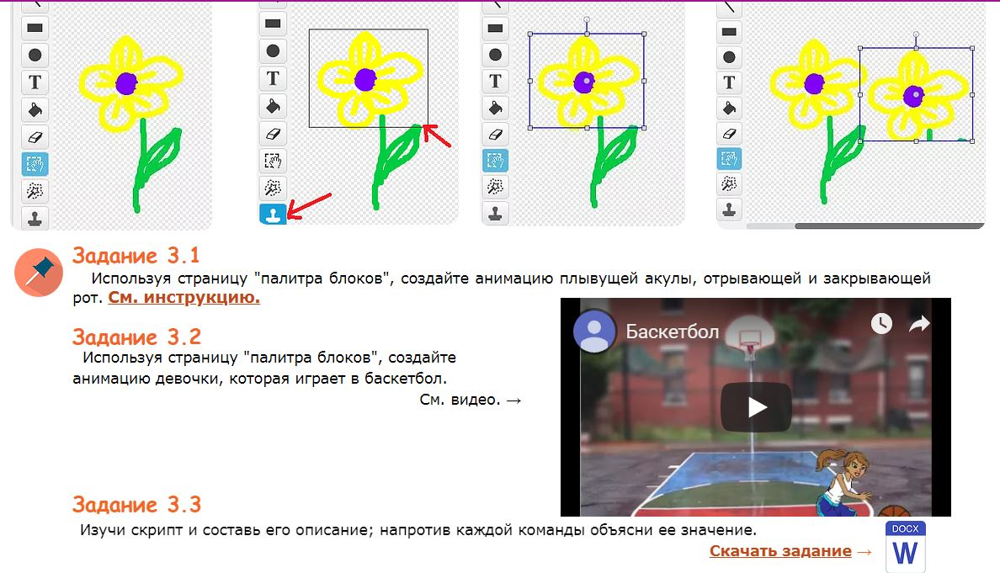 T
T
T
T
Задание 3.1
Используя страницу "палитра блоков", создайте анимацию плывущей акулы, отрывающей и закрывающей
рот. См. инструкцию.
Баскетбол
Задание 3.2
Используя страницу "палитра блоков", создайте
анимацию девочки, которая играет в баскетбол.
См. видео. →
Задание 3.3
Изучи скрипт и составь его описание; напротив каждой команды объясни ее значение.
Скачать задание →
DOCX
W